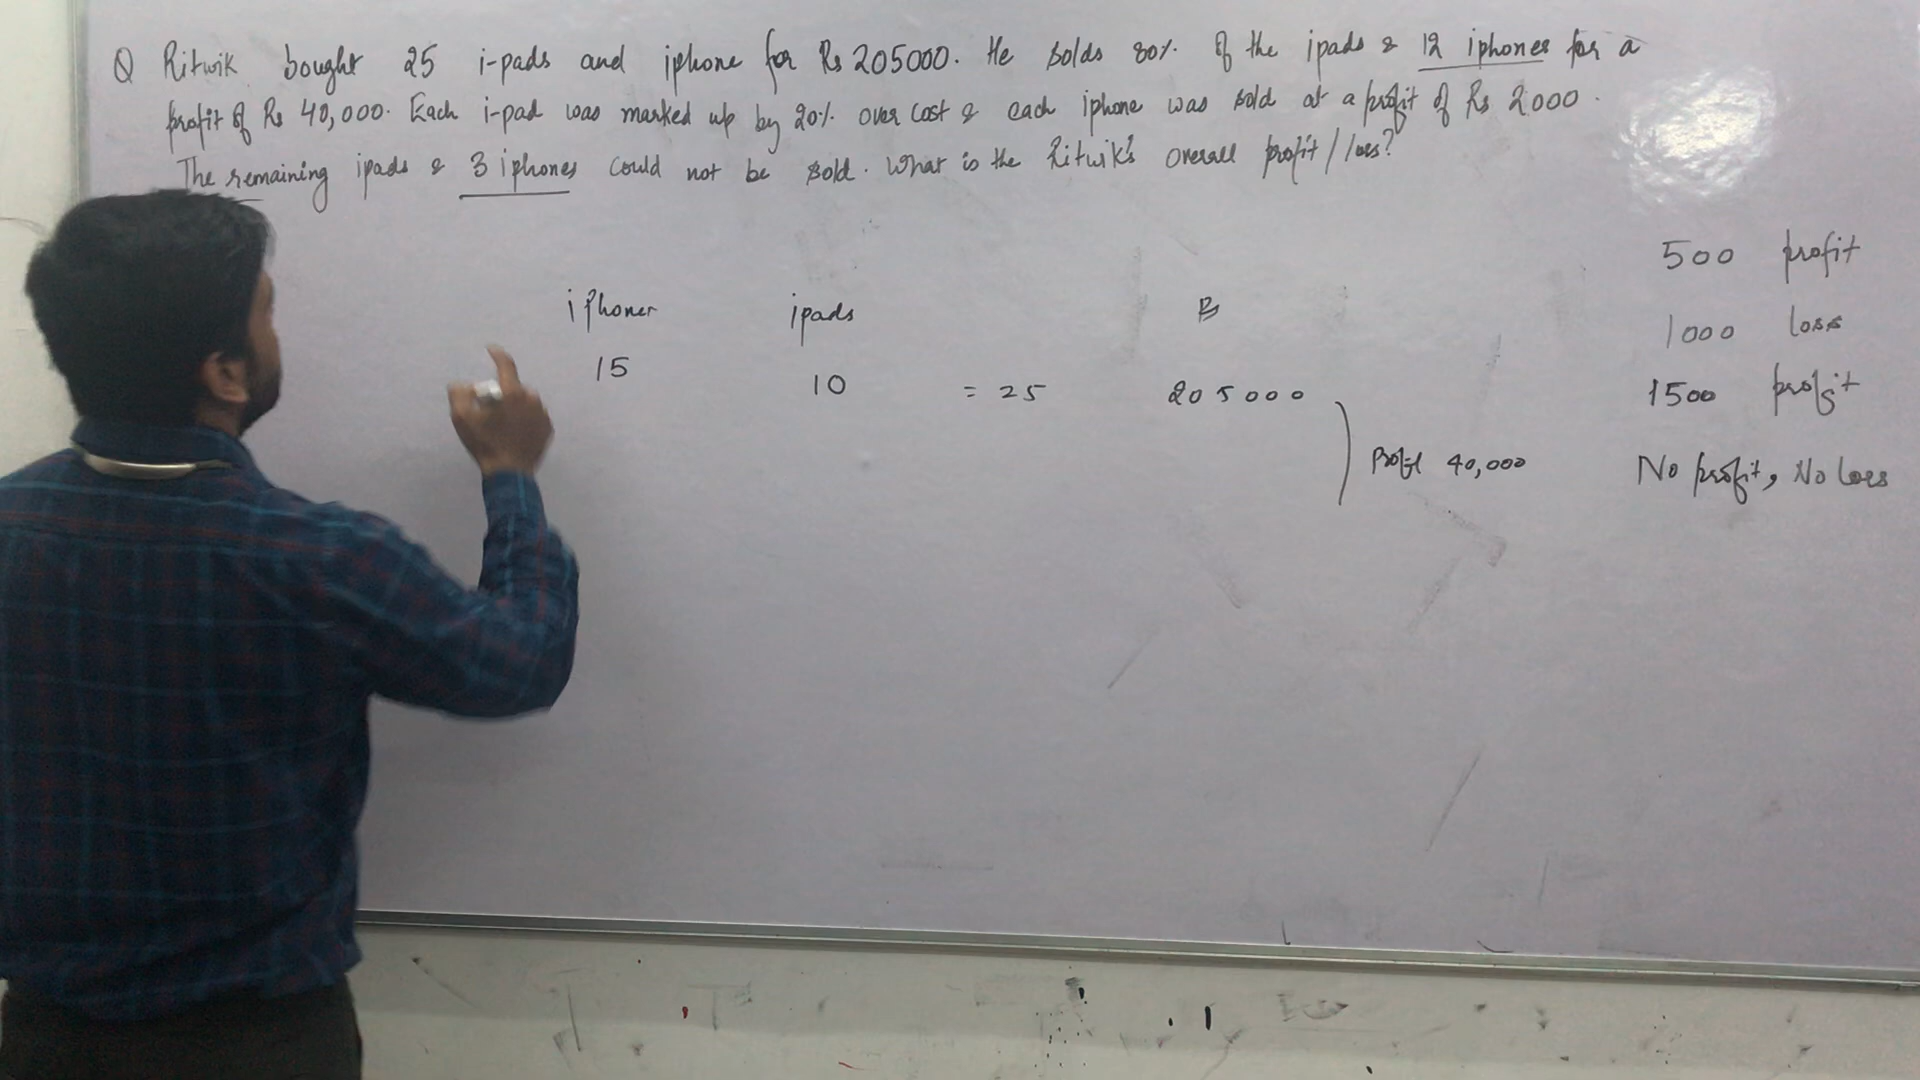 Q Ritwik bought 25 i-pads and iphone for Rs 205000. He solds 80% of the ipads & 12 iphones for a
profit of Rs 40,000. Each i-pad was marked up by 20% over cost & each iphone was sold at a profit of Rs 2000.
The remaining ipads & 3 iphones could not be sold. What is the Ritwik's overall profit/loss?
500 profit
iphones ipads Rs
1000 loss
15 10 = 25 205000
1500 profit
Profit 40,000
No profit, No loss